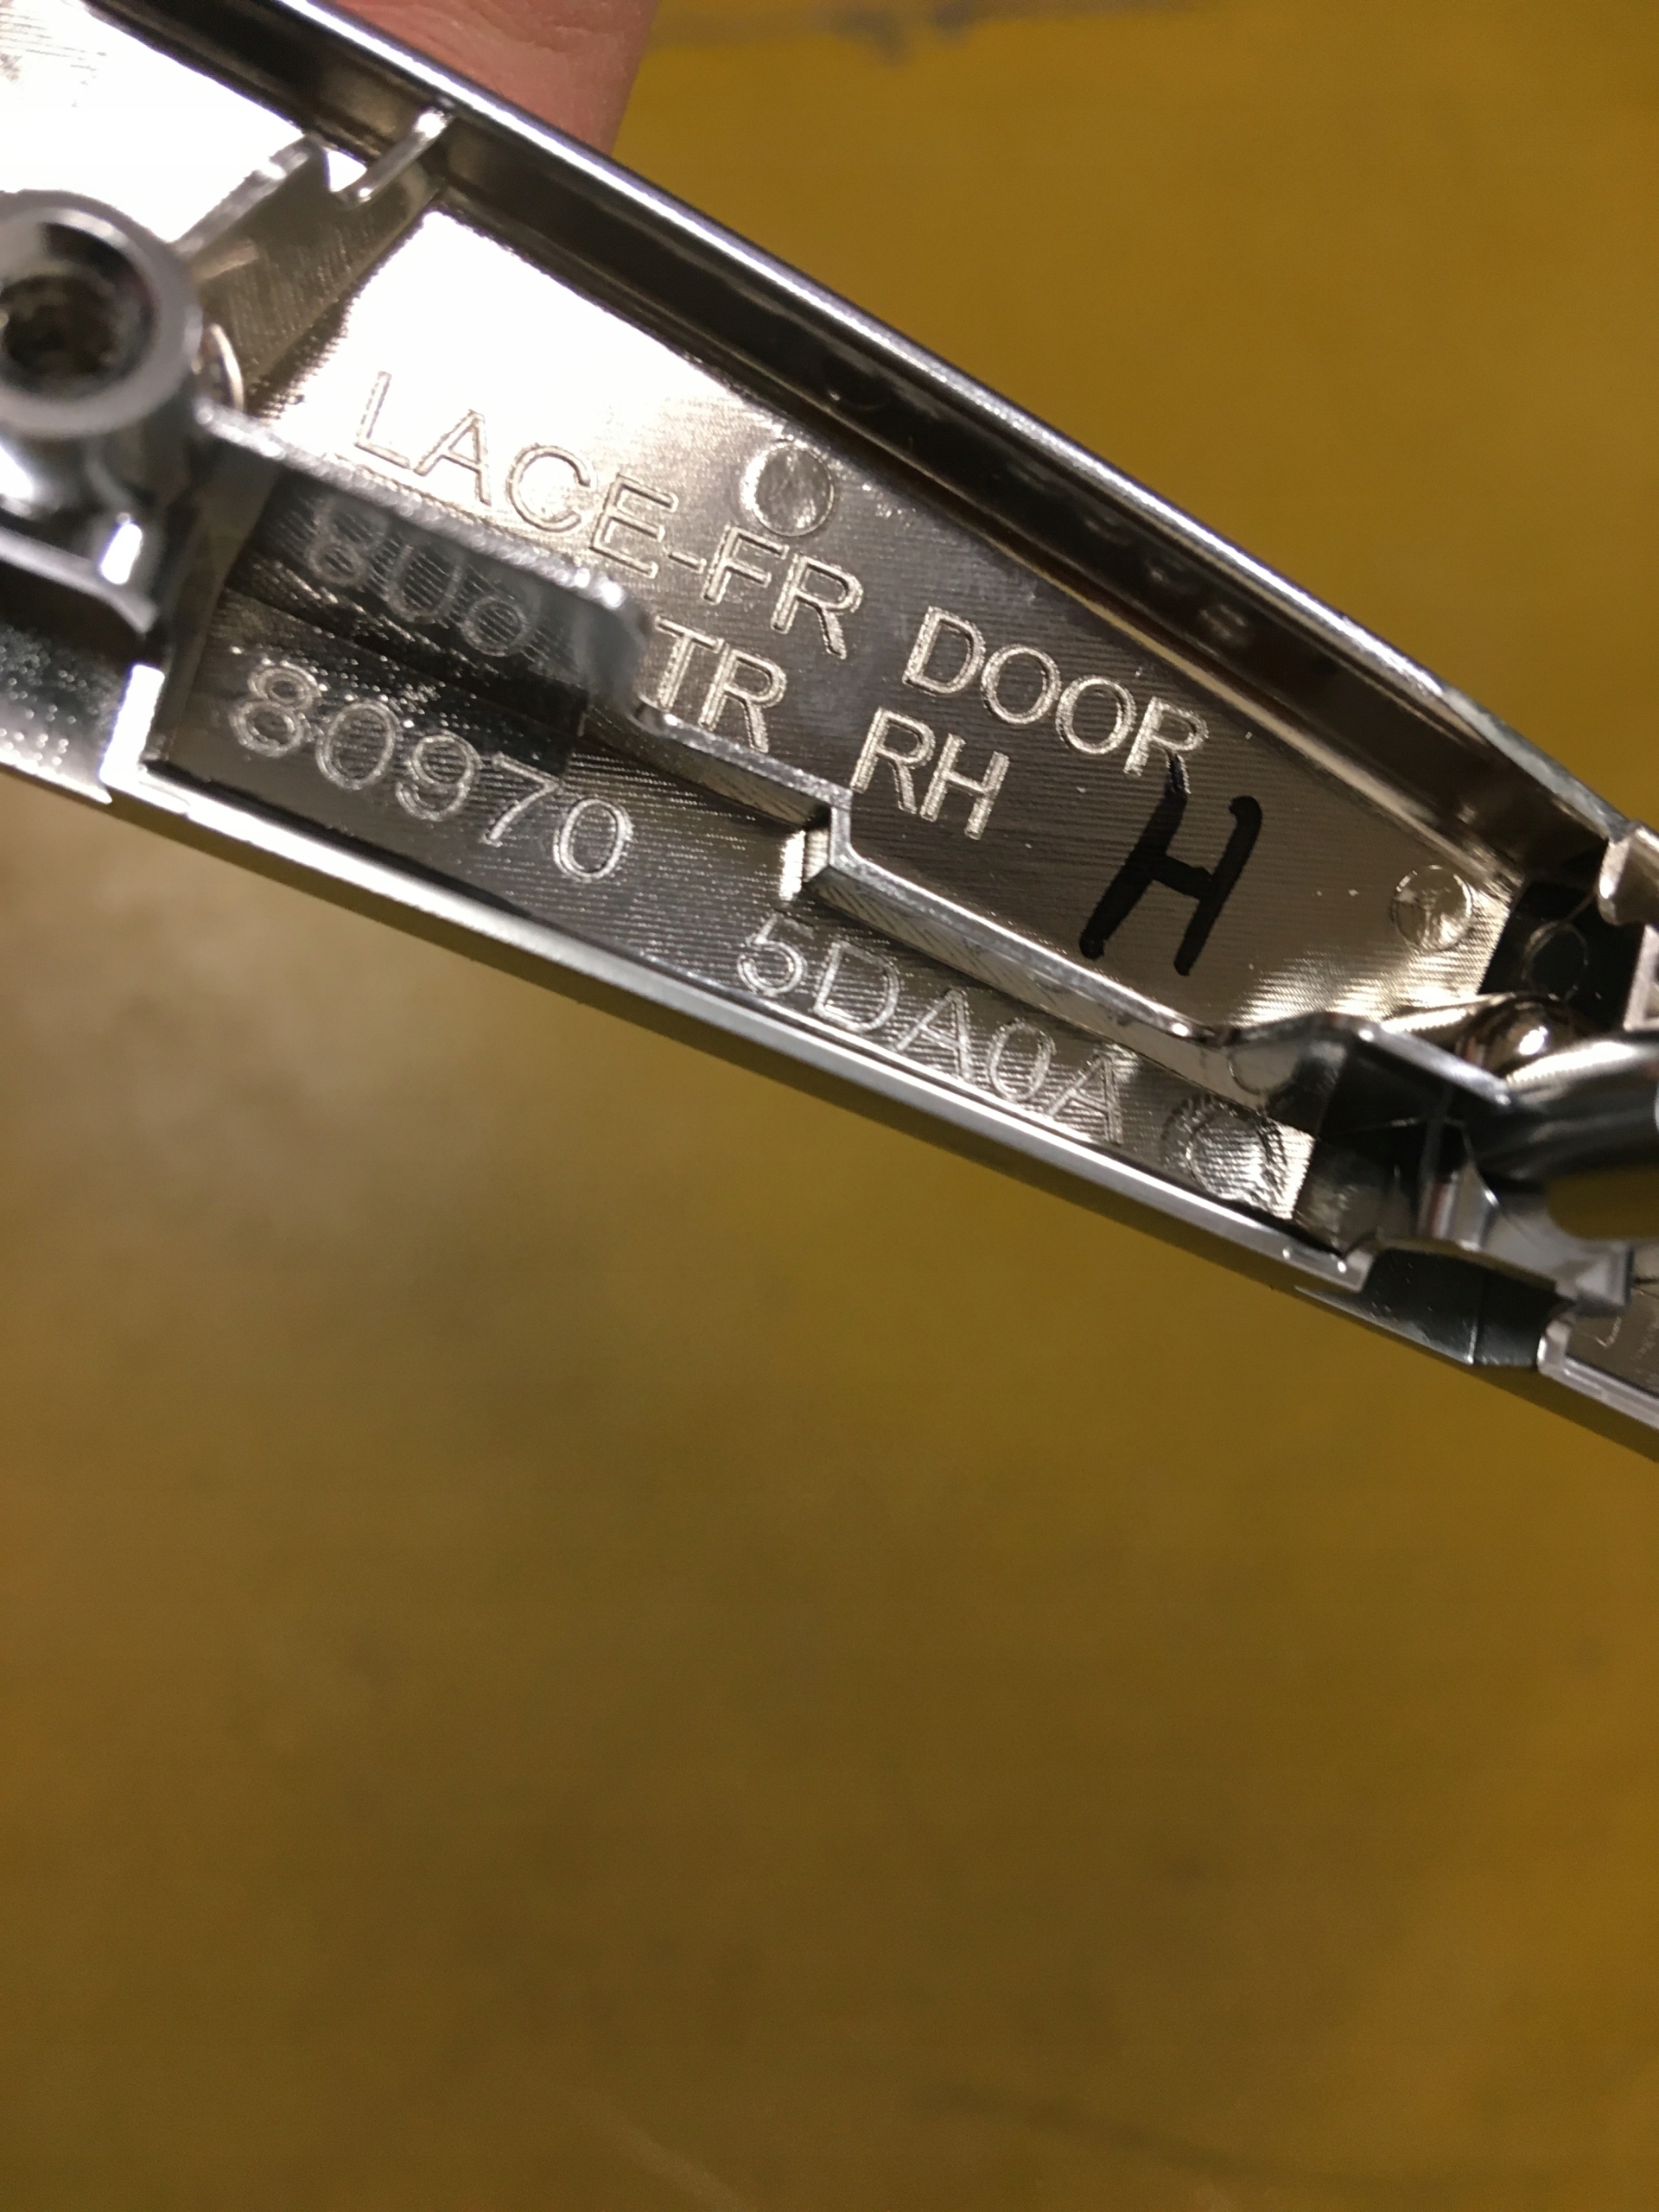 LACE-FR DOOR
TR RH
80970 5DA0A
H